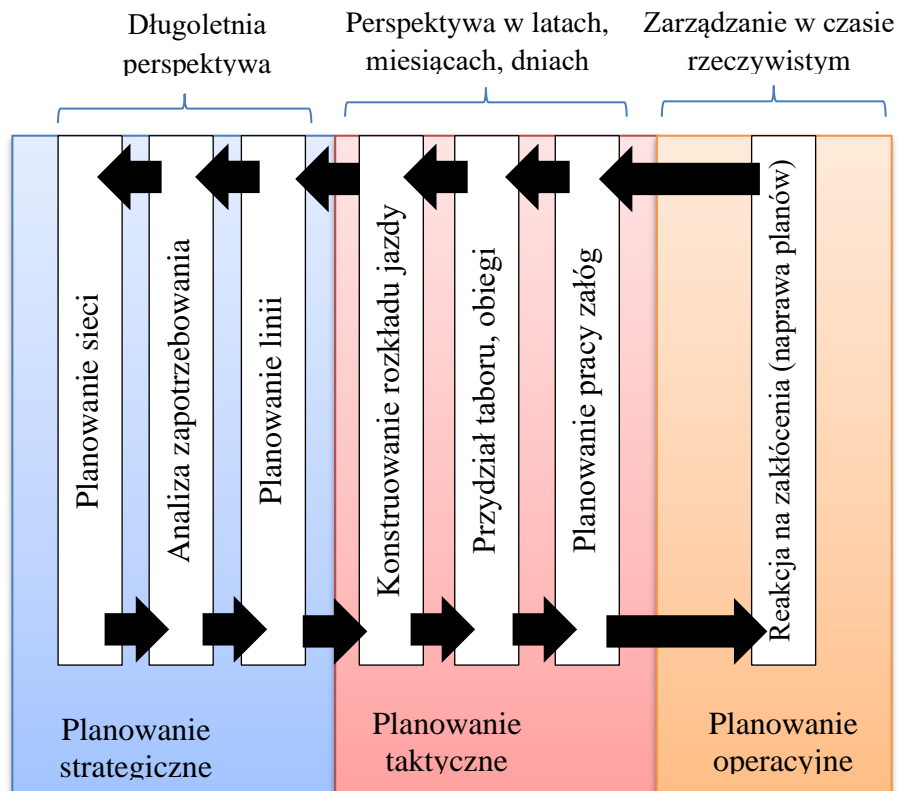 Długoletnia
perspektywa
Perspektywa w latach,
miesiącach, dniach
Zarządzanie w czasie
rzeczywistym
Planowanie sieci
Analiza zapotrzebowania
Planowanie linii
Konstruowanie rozkładu jazdy
Przydział taboru, obiegi
Planowanie pracy załóg
Reakcja na zakłócenia (naprawa planów)
Planowanie
strategiczne
Planowanie
taktyczne
Planowanie
operacyjne